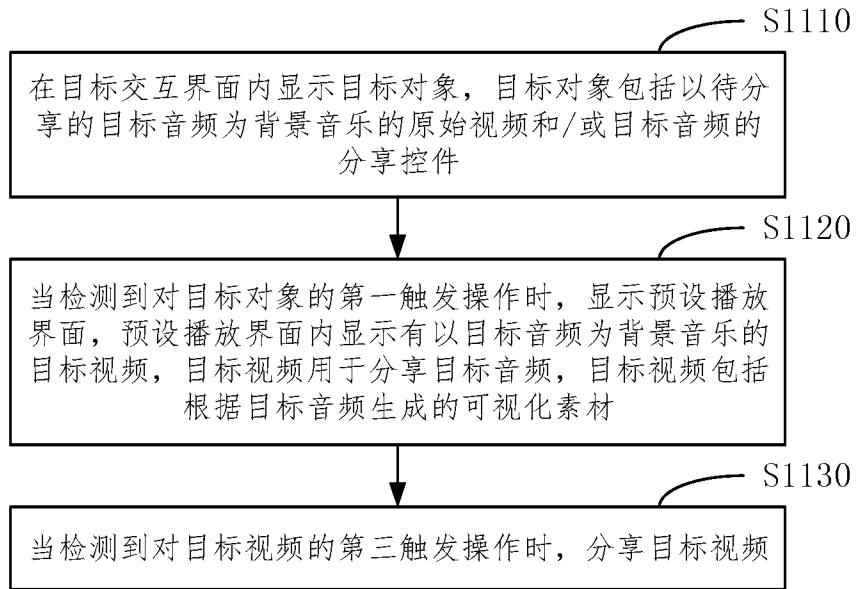 S1110
在目标交互界面内显示目标对象，目标对象包括以待分
享的目标音频为背景音乐的原始视频和/或目标音频的
分享控件
S1120
当检测到对目标对象的第一触发操作时，显示预设播放
界面，预设播放界面内显示有以目标音频为背景音乐的
目标视频，目标视频用于分享目标音频，目标视频包括
根据目标音频生成的可视化素材
S1130
当检测到对目标视频的第三触发操作时，分享目标视频